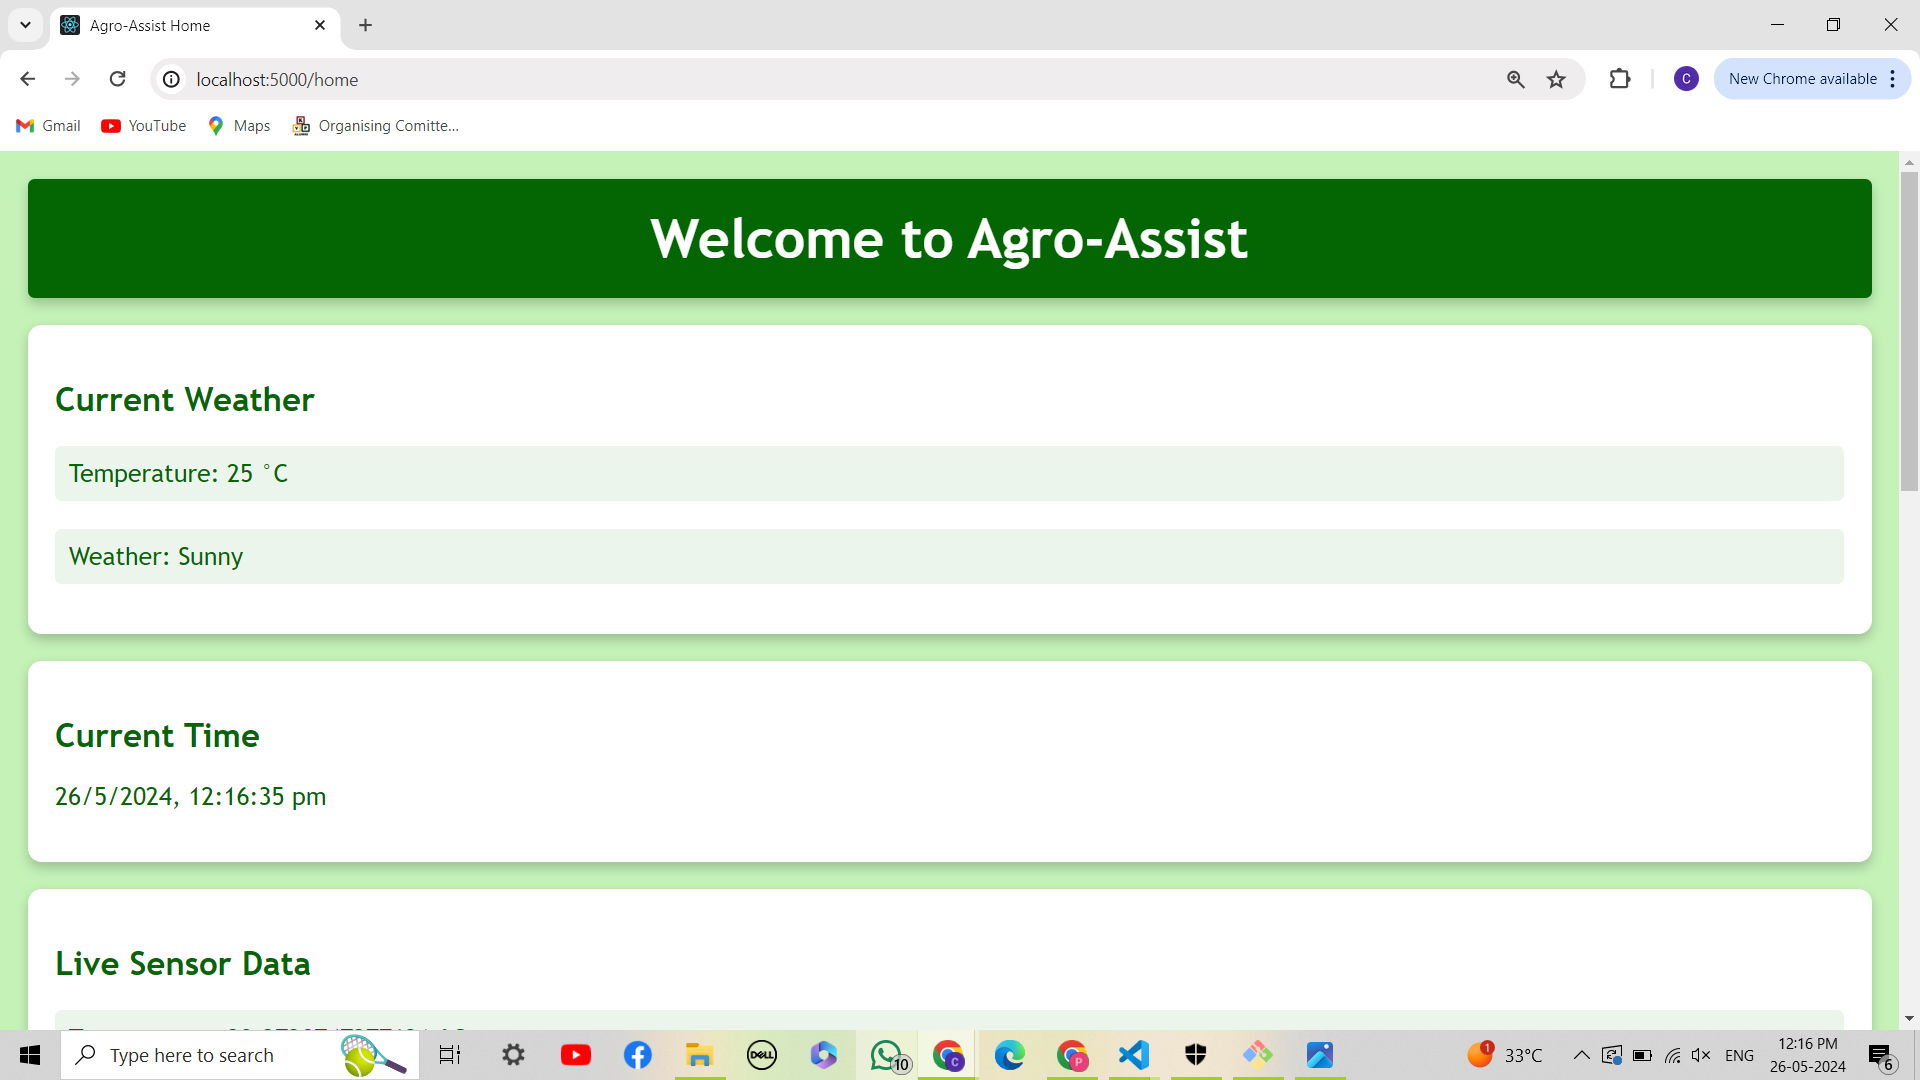 Agro-Assist Home
localhost:5000/home
C
New Chrome available
Gmail
YouTube
Maps
Organising Comitte...
Welcome to Agro-Assist
Current Weather
Temperature: 25 °C
Weather: Sunny
Current Time
26/5/2024, 12:16:35 pm
Live Sensor Data
Type here to search
DELL
10
C
P
1
33°C
ENG
12:16 PM
26-05-2024
6